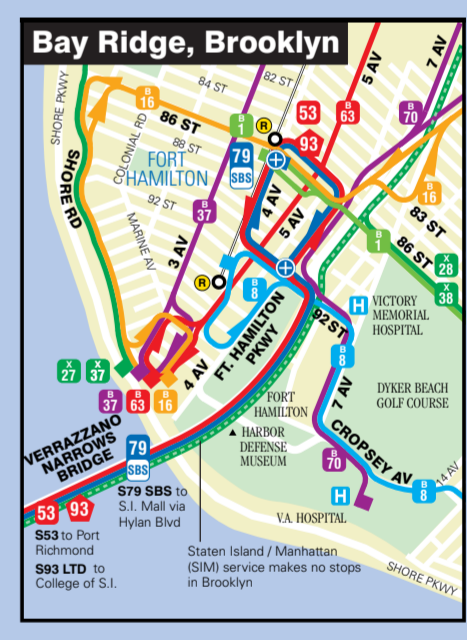 Bay Ridge, Brooklyn
SHORE PKWY
84 ST
82 ST
5 AV
7 AV
B
16
86 ST
COLONIAL RD
88 ST
FORT
HAMILTON
92 ST
B
1
R
79
SBS
53
93
B
63
B
70
SHORE RD
MARINE AV
B
37
3 AV
4 AV
5 AV
B
16
83 ST
B
1
86 ST
X
28
X
38
R
B
8
92 ST
H
VICTORY
MEMORIAL
HOSPITAL
B
8
FT. HAMILTON
PKWY
4 AV
X
27
X
37
B
37
B
63
B
16
FORT
HAMILTON
HARBOR
DEFENSE
MUSEUM
7 AV
DYKER BEACH
GOLF COURSE
CROPSEY AV
B
70
14 AV
B
8
H
V.A. HOSPITAL
VERRAZZANO
NARROWS
BRIDGE
79
SBS
53
93
S79 SBS to
S.I. Mall via
Hylan Blvd
S53 to Port
Richmond
S93 LTD to
College of S.I.
Staten Island / Manhattan
(SIM) service makes no stops
in Brooklyn
SHORE PKWY